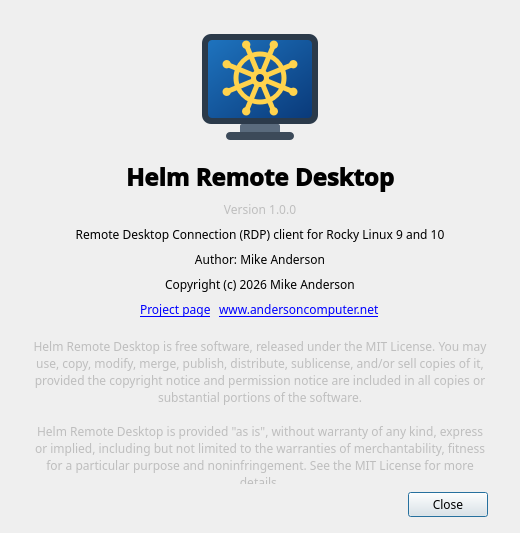 Helm Remote Desktop
Version 1.0.0
Remote Desktop Connection (RDP) client for Rocky Linux 9 and 10
Author: Mike Anderson
Copyright (c) 2026 Mike Anderson
Project page www.andersoncomputer.net
Helm Remote Desktop is free software, released under the MIT License. You may
use, copy, modify, merge, publish, distribute, sublicense, and/or sell copies of it,
provided the copyright notice and permission notice are included in all copies or
substantial portions of the software.
Helm Remote Desktop is provided "as is", without warranty of any kind, express
or implied, including but not limited to the warranties of merchantability, fitness
for a particular purpose and noninfringement. See the MIT License for more
details.
Close